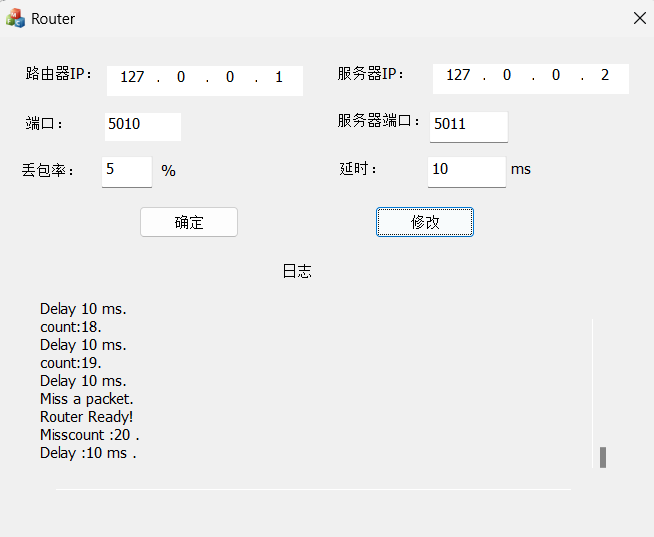 Router
路由器IP： 127 . 0 . 0 . 1 服务器IP： 127 . 0 . 0 . 2
端口： 5010 服务器端口： 5011
丢包率： 5 % 延时： 10 ms
确定 修改
日志
Delay 10 ms.
count:18.
Delay 10 ms.
count:19.
Delay 10 ms.
Miss a packet.
Router Ready!
Misscount :20 .
Delay :10 ms .